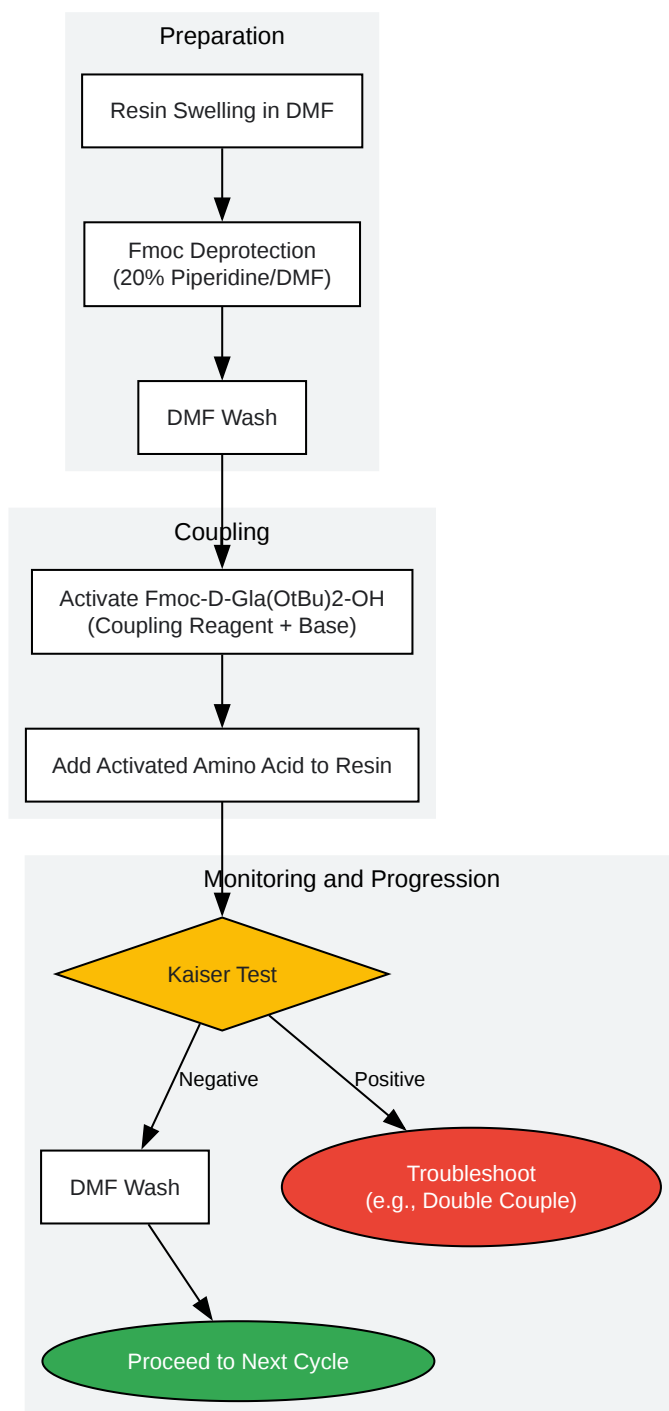 Preparation
Resin Swelling in DMF
Fmoc Deprotection
(20% Piperidine/DMF)
DMF Wash
Coupling
Activate Fmoc-D-Gla(OtBu)2-OH
(Coupling Reagent + Base)
Add Activated Amino Acid to Resin
Monitoring and Progression
Kaiser Test
Negative
Positive
DMF Wash
Troubleshoot
(e.g., Double Couple)
Proceed to Next Cycle